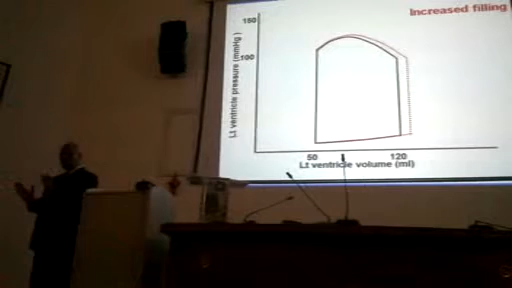 Increased filling
150
100
Lt ventricle pressure (mmHg)
50
120
Lt ventricle volume (ml)